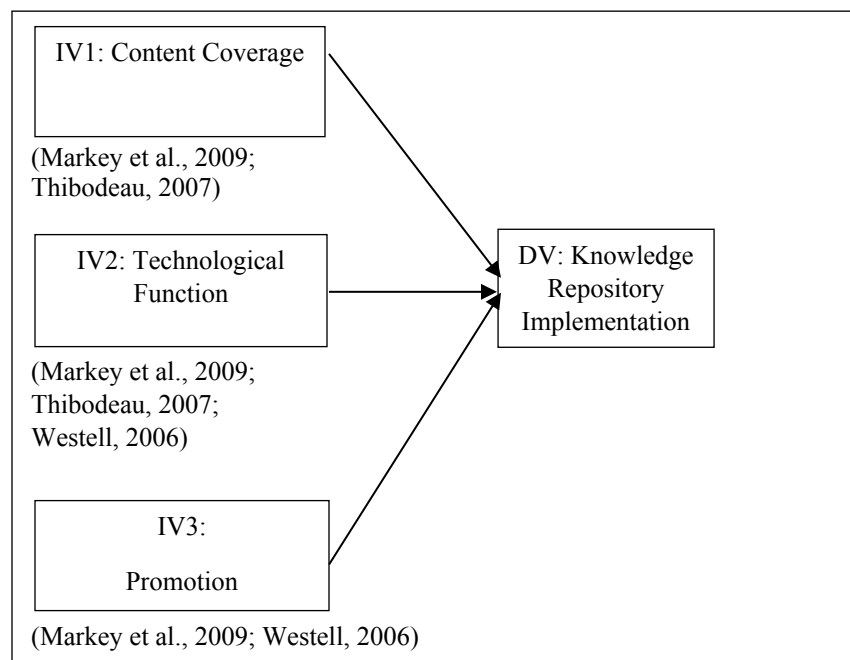 IV1: Content Coverage
(Markey et al., 2009;
Thibodeau, 2007)
IV2: Technological
Function
(Markey et al., 2009;
Thibodeau, 2007;
Westell, 2006)
IV3:
Promotion
(Markey et al., 2009; Westell, 2006)
DV: Knowledge
Repository
Implementation